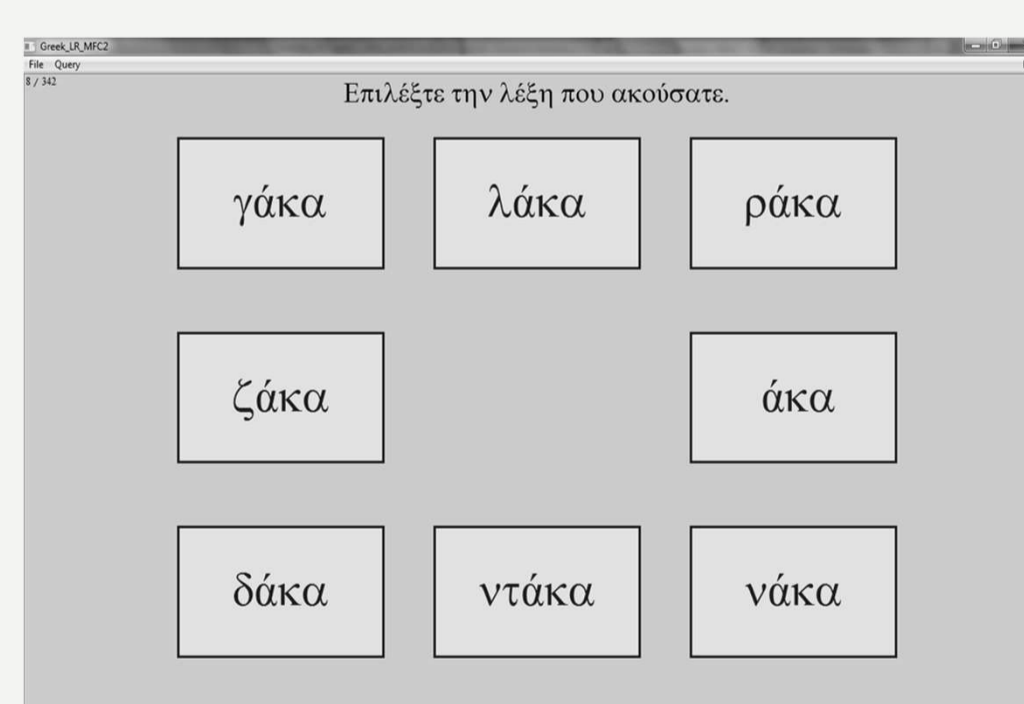 Greek_LR_MFC2
File Query
8 / 342
Επιλέξτε την λέξη που ακούσατε.
γάκα λάκα ράκα
ζάκα άκα
δάκα ντάκα νάκα